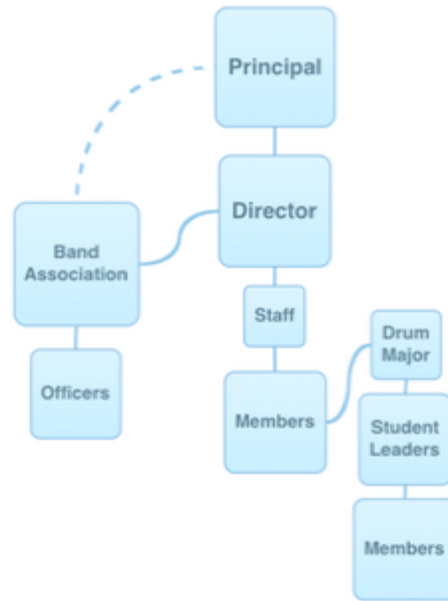 Principal
Director
Band
Association
Staff
Drum
Major
Officers
Members
Student
Leaders
Members